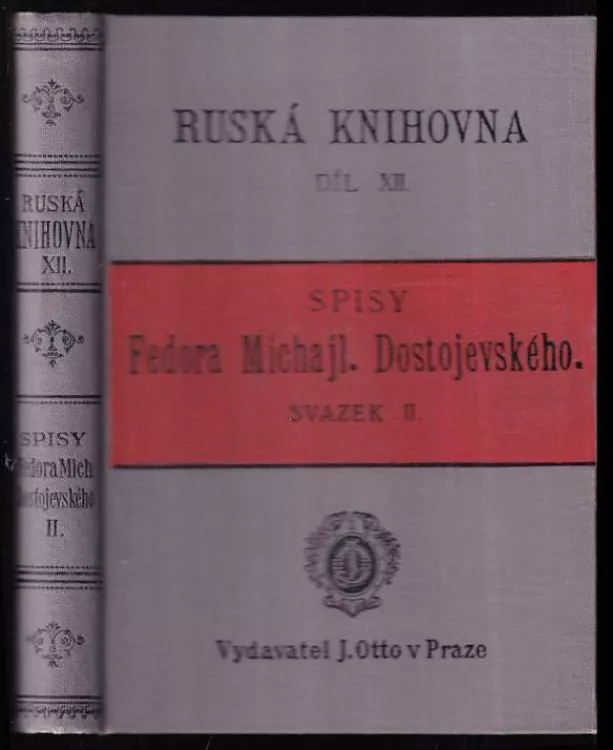 RUSKÁ
KNIHOVNA
XII.
SPISY
Fedora Mich
Dostojevského
II.
RUSKÁ KNIHOVNA
DÍL XII.
SPISY
Fedora Michajl. Dostojevského.
SVAZEK II.
Vydavatel J. Otto v Praze